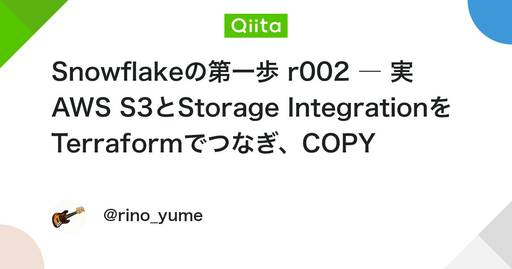 Qiita
Snowflakeの第一歩 r002 — 実
AWS S3とStorage Integrationを
Terraformでつなぎ、COPY
@rino_yume